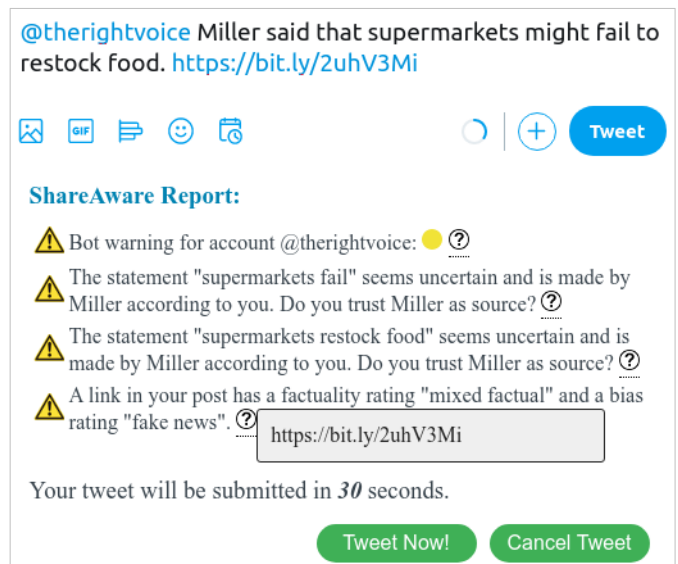 @therightvoice Miller said that supermarkets might fail to
restock food. https://bit.ly/2uhV3Mi
GIF
Tweet
ShareAware Report:
Bot warning for account @therightvoice: ?
The statement "supermarkets fail" seems uncertain and is made by
Miller according to you. Do you trust Miller as source? ?
The statement "supermarkets restock food" seems uncertain and is
made by Miller according to you. Do you trust Miller as source? ?
A link in your post has a factuality rating "mixed factual" and a bias
rating "fake news". ?
https://bit.ly/2uhV3Mi
Your tweet will be submitted in 30 seconds.
Tweet Now! Cancel Tweet